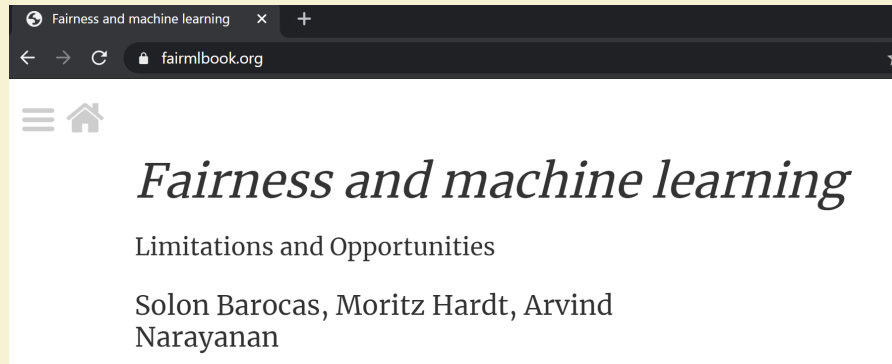 Fairness and machine learning
fairmlbook.org
Fairness and machine learning
Limitations and Opportunities
Solon Barocas, Moritz Hardt, Arvind
Narayanan